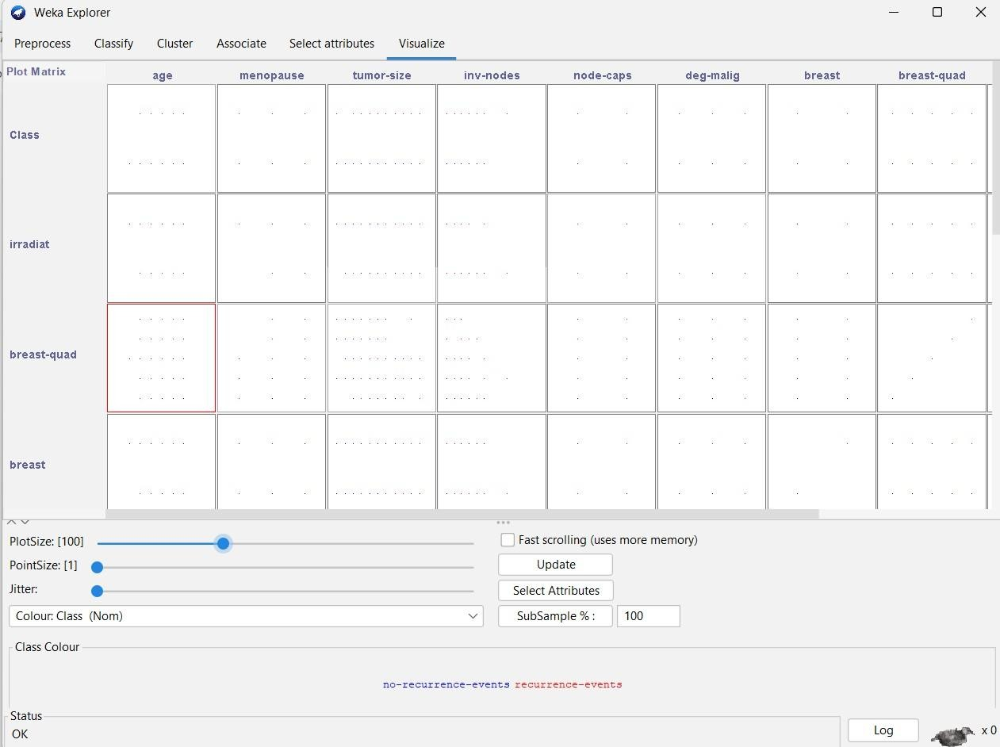 Weka Explorer
Preprocess Classify Cluster Associate Select attributes Visualize
Plot Matrix age menopause tumor-size inv-nodes node-caps deg-malig breast breast-quad
Class
irradiat
breast-quad
breast
PlotSize: [100]
Fast scrolling (uses more memory)
PointSize: [1]
Update
Jitter:
Select Attributes
Colour: Class (Nom)
SubSample % : 100
Class Colour
no-recurrence-events recurrence-events
Status
OK
Log x 0